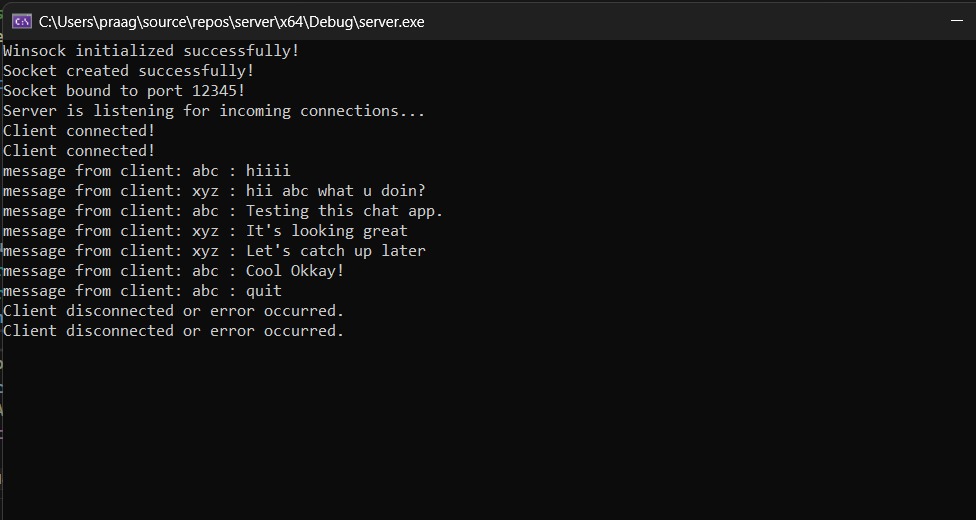 C:\Users\praag\source\repos\server\x64\Debug\server.exe
Winsock initialized successfully!
Socket created successfully!
Socket bound to port 12345!
Server is listening for incoming connections...
Client connected!
Client connected!
message from client: abc : hiiii
message from client: xyz : hii abc what u doin?
message from client: abc : Testing this chat app.
message from client: xyz : It's looking great
message from client: xyz : Let's catch up later
message from client: abc : Cool Okkay!
message from client: abc : quit
Client disconnected or error occurred.
Client disconnected or error occurred.